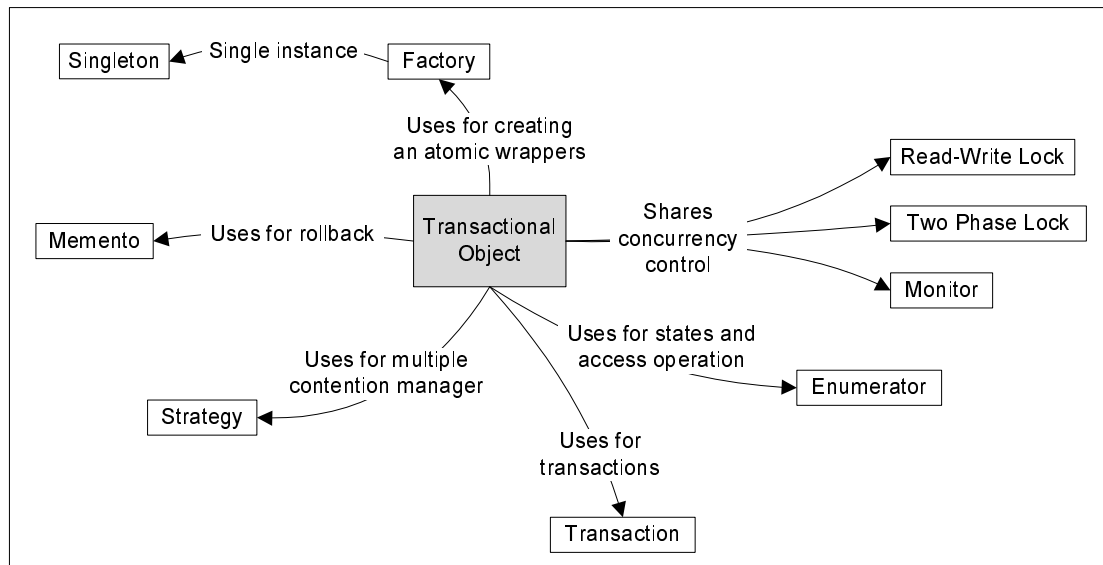 Singleton
Single instance
Factory
Uses for creating
an atomic wrappers
Read-Write Lock
Memento
Uses for rollback
Transactional
Object
Shares
concurrency
control
Two Phase Lock
Monitor
Uses for states and
access operation
Uses for multiple
contention manager
Enumerator
Strategy
Uses for
transactions
Transaction